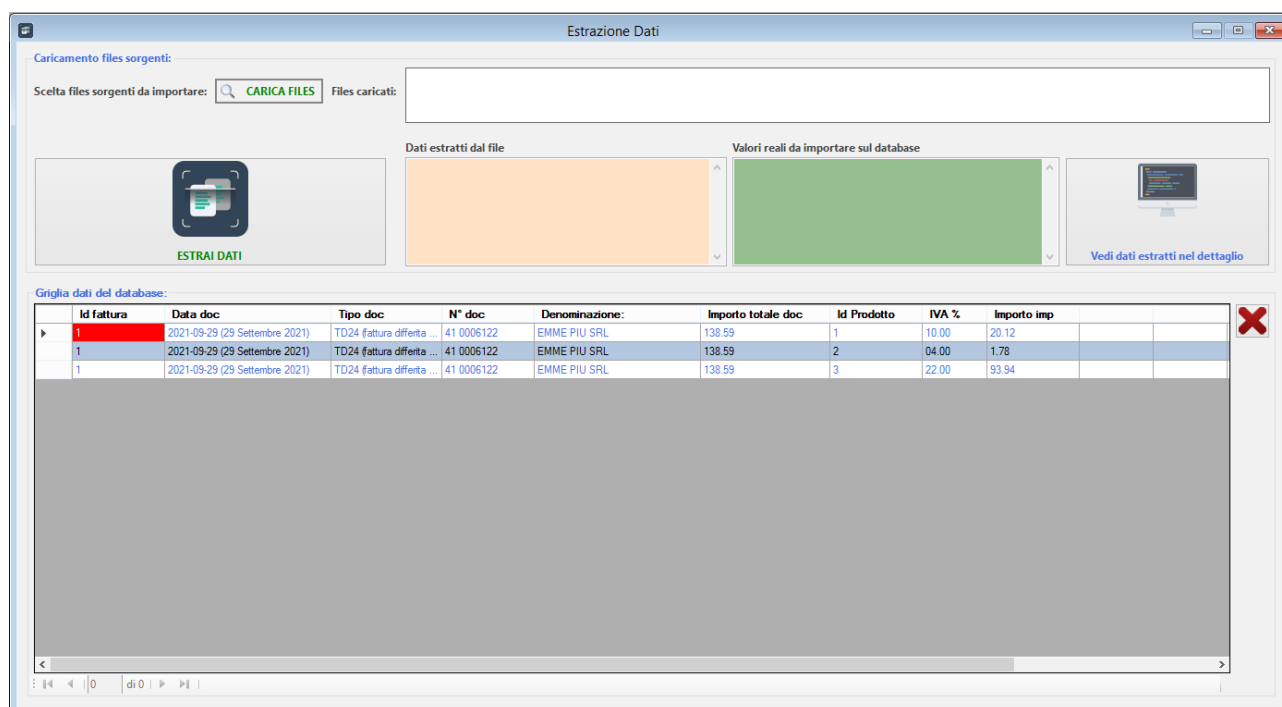 Estrazione Dati
Caricamento files sorgenti:
Scelta files sorgenti da importare: CARICA FILES Files caricati:
Dati estratti dal file Valori reali da importare sul database
ESTRAI DATI Vedi dati estratti nel dettaglio
Griglia dati del database:
Id fattura Data doc Tipo doc N° doc Denominazione: Importo totale doc Id Prodotto IVA % Importo imp
1 2021-09-29 (29 Settembre 2021) TD24 (fattura differita ... 41 0006122 EMME PIU SRL 138.59 1 10.00 20.12
1 2021-09-29 (29 Settembre 2021) TD24 (fattura differita ... 41 0006122 EMME PIU SRL 138.59 2 04.00 1.78
1 2021-09-29 (29 Settembre 2021) TD24 (fattura differita ... 41 0006122 EMME PIU SRL 138.59 3 22.00 93.94
0 di 0